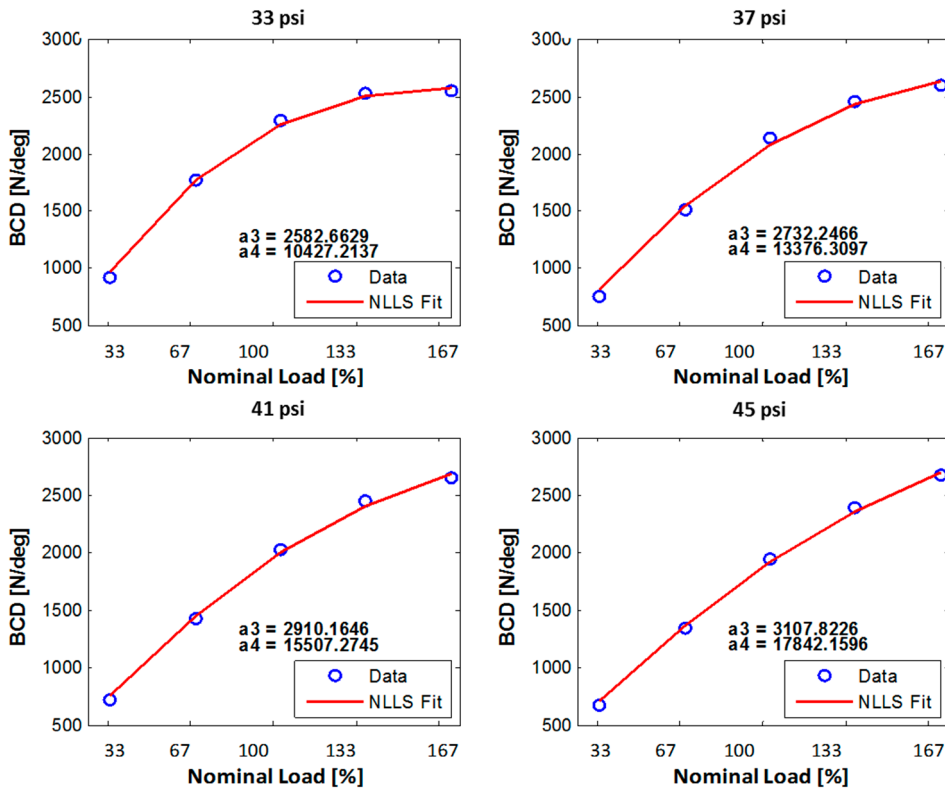 33 psi
3000
2500
2000
1500
1000
500
BCD [N/deg]
a3 = 2582.6629
a4 = 10427.2137
Data
NLLS Fit
33 67 100 133 167
Nominal Load [%]
37 psi
3000
2500
2000
1500
1000
500
BCD [N/deg]
a3 = 2732.2466
a4 = 13376.3097
Data
NLLS Fit
33 67 100 133 167
Nominal Load [%]
41 psi
3000
2500
2000
1500
1000
500
BCD [N/deg]
a3 = 2910.1646
a4 = 15507.2745
Data
NLLS Fit
33 67 100 133 167
Nominal Load [%]
45 psi
3000
2500
2000
1500
1000
500
BCD [N/deg]
a3 = 3107.8226
a4 = 17842.1596
Data
NLLS Fit
33 67 100 133 167
Nominal Load [%]